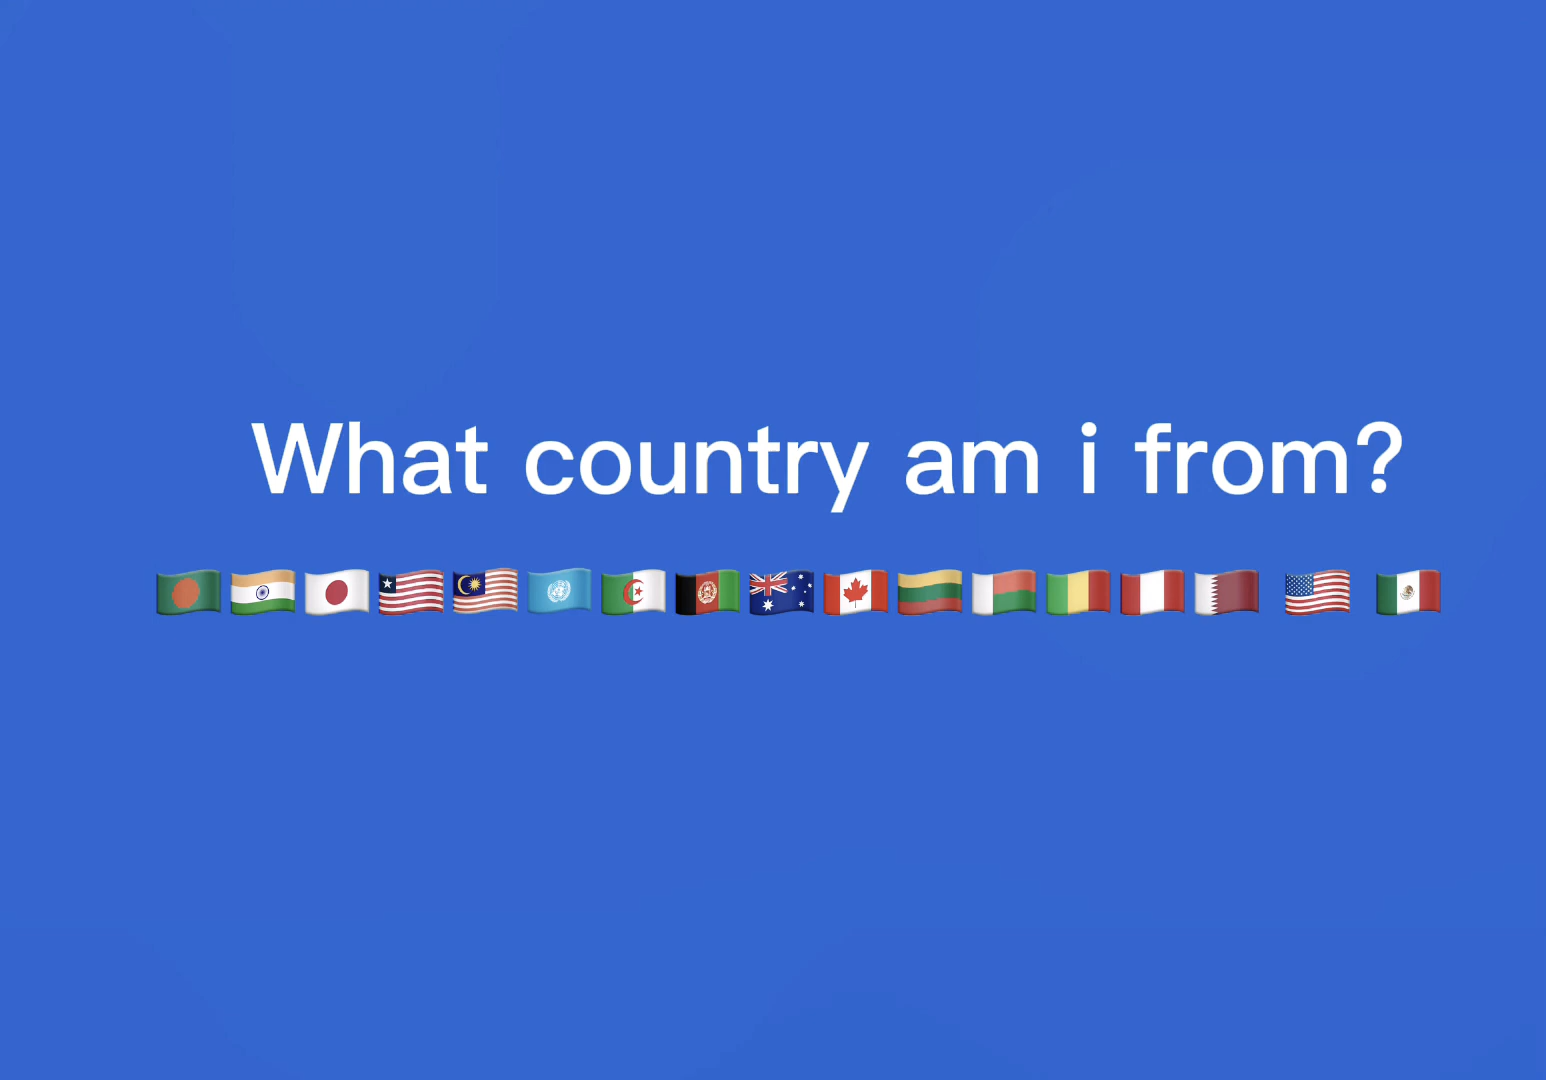 What country am i from?
🇧🇩🇮🇳🇯🇵🇱🇷🇲🇾🇺🇳🇩🇿🇦🇫🇦🇺🇨🇦🇱🇹🇲🇬🇲🇱🇵🇪🇶🇦 🇺🇸 🇲🇽